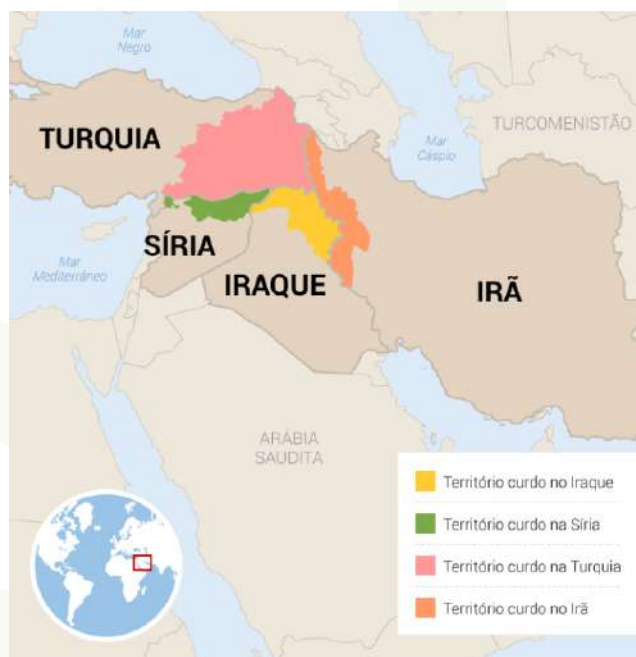 Mar
Negro
TURQUIA
TURCOMENISTÃO
Mar
Cáspio
SÍRIA
Mar
Mediterrâneo
IRAQUE
IRÃ
ARÁBIA
SAUDITA
Território curdo no Iraque
Território curdo na Síria
Território curdo na Turquia
Território curdo no Irã